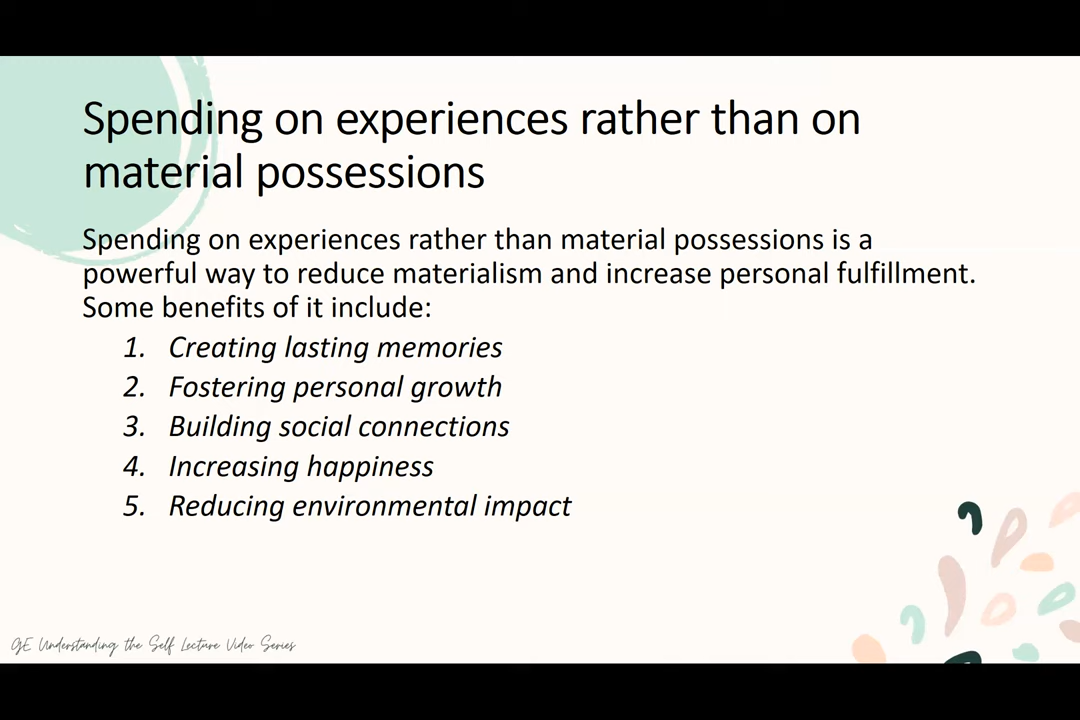 Spending on experiences rather than on
material possessions
Spending on experiences rather than material possessions is a
powerful way to reduce materialism and increase personal fulfillment.
Some benefits of it include:
1. Creating lasting memories
2. Fostering personal growth
3. Building social connections
4. Increasing happiness
5. Reducing environmental impact
GE Understanding the Self Lecture Video Series